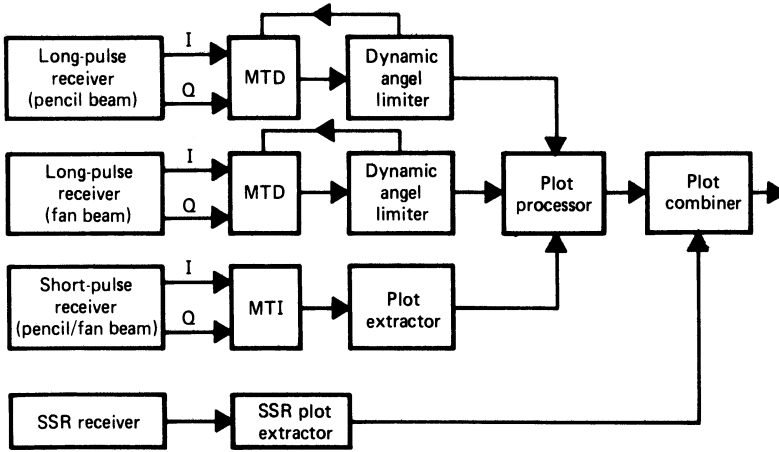 Long-pulse
receiver
(pencil beam)
I
Q
MTD
Dynamic
angel
limiter
Long-pulse
receiver
(fan beam)
I
Q
MTD
Dynamic
angel
limiter
Plot
processor
Plot
combiner
Short-pulse
receiver
(pencil/fan beam)
I
Q
MTI
Plot
extractor
SSR receiver
SSR plot
extractor